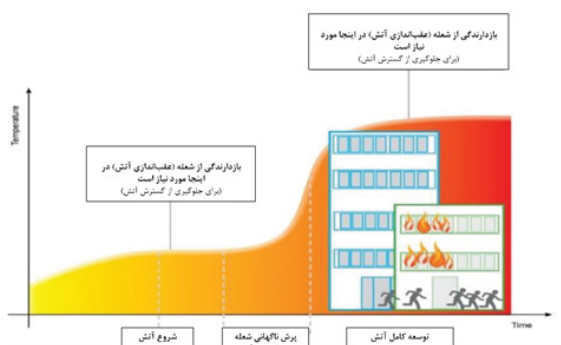 بازدارندگی از شعله (عقب‌اندازی آتش) در اینجا مورد
نیاز است
(برای جلوگیری از گسترش آتش)
Temperature
بازدارندگی از شعله (عقب‌اندازی آتش) در
اینجا مورد نیاز است
(برای جلوگیری از گسترش آتش)
Time
شروع آتش
پرش ناگهانی شعله
توسعه کامل آتش